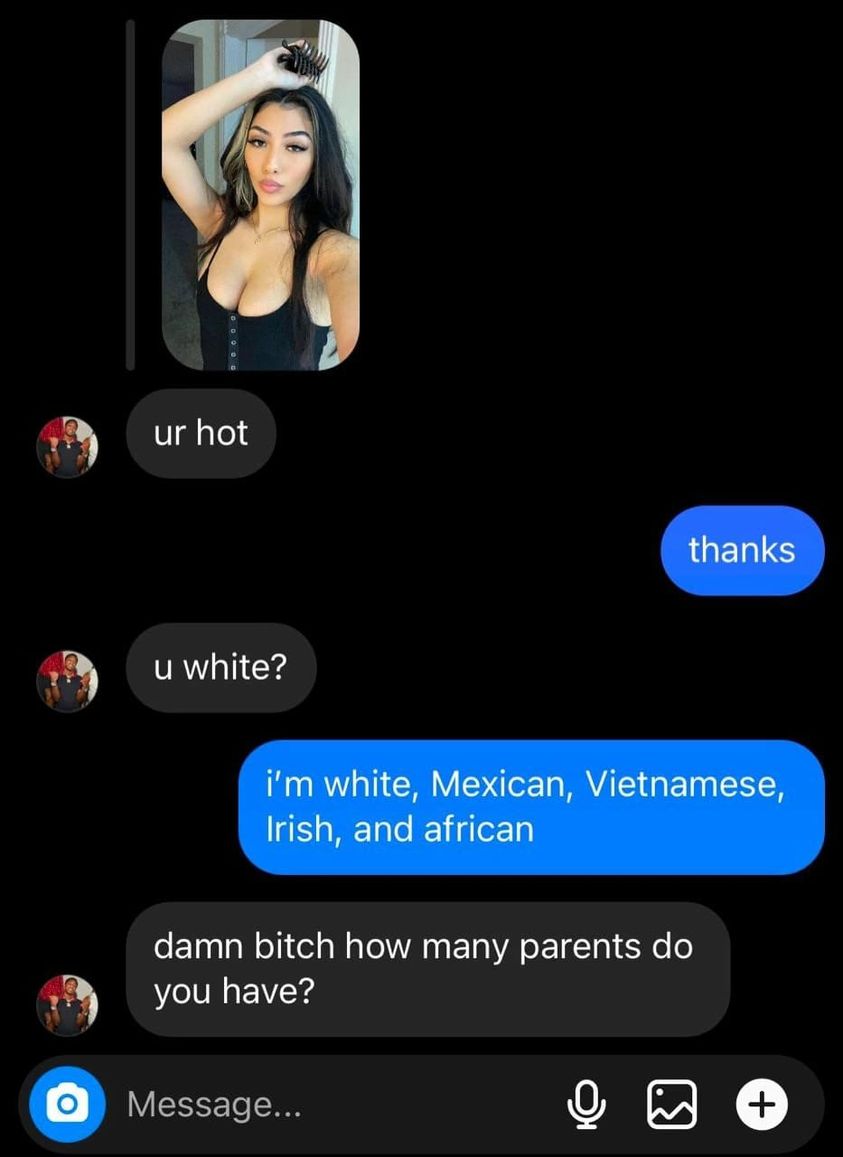 ur hot
thanks
u white?
i'm white, Mexican, Vietnamese,
Irish, and african
damn bitch how many parents do
you have?
Message...